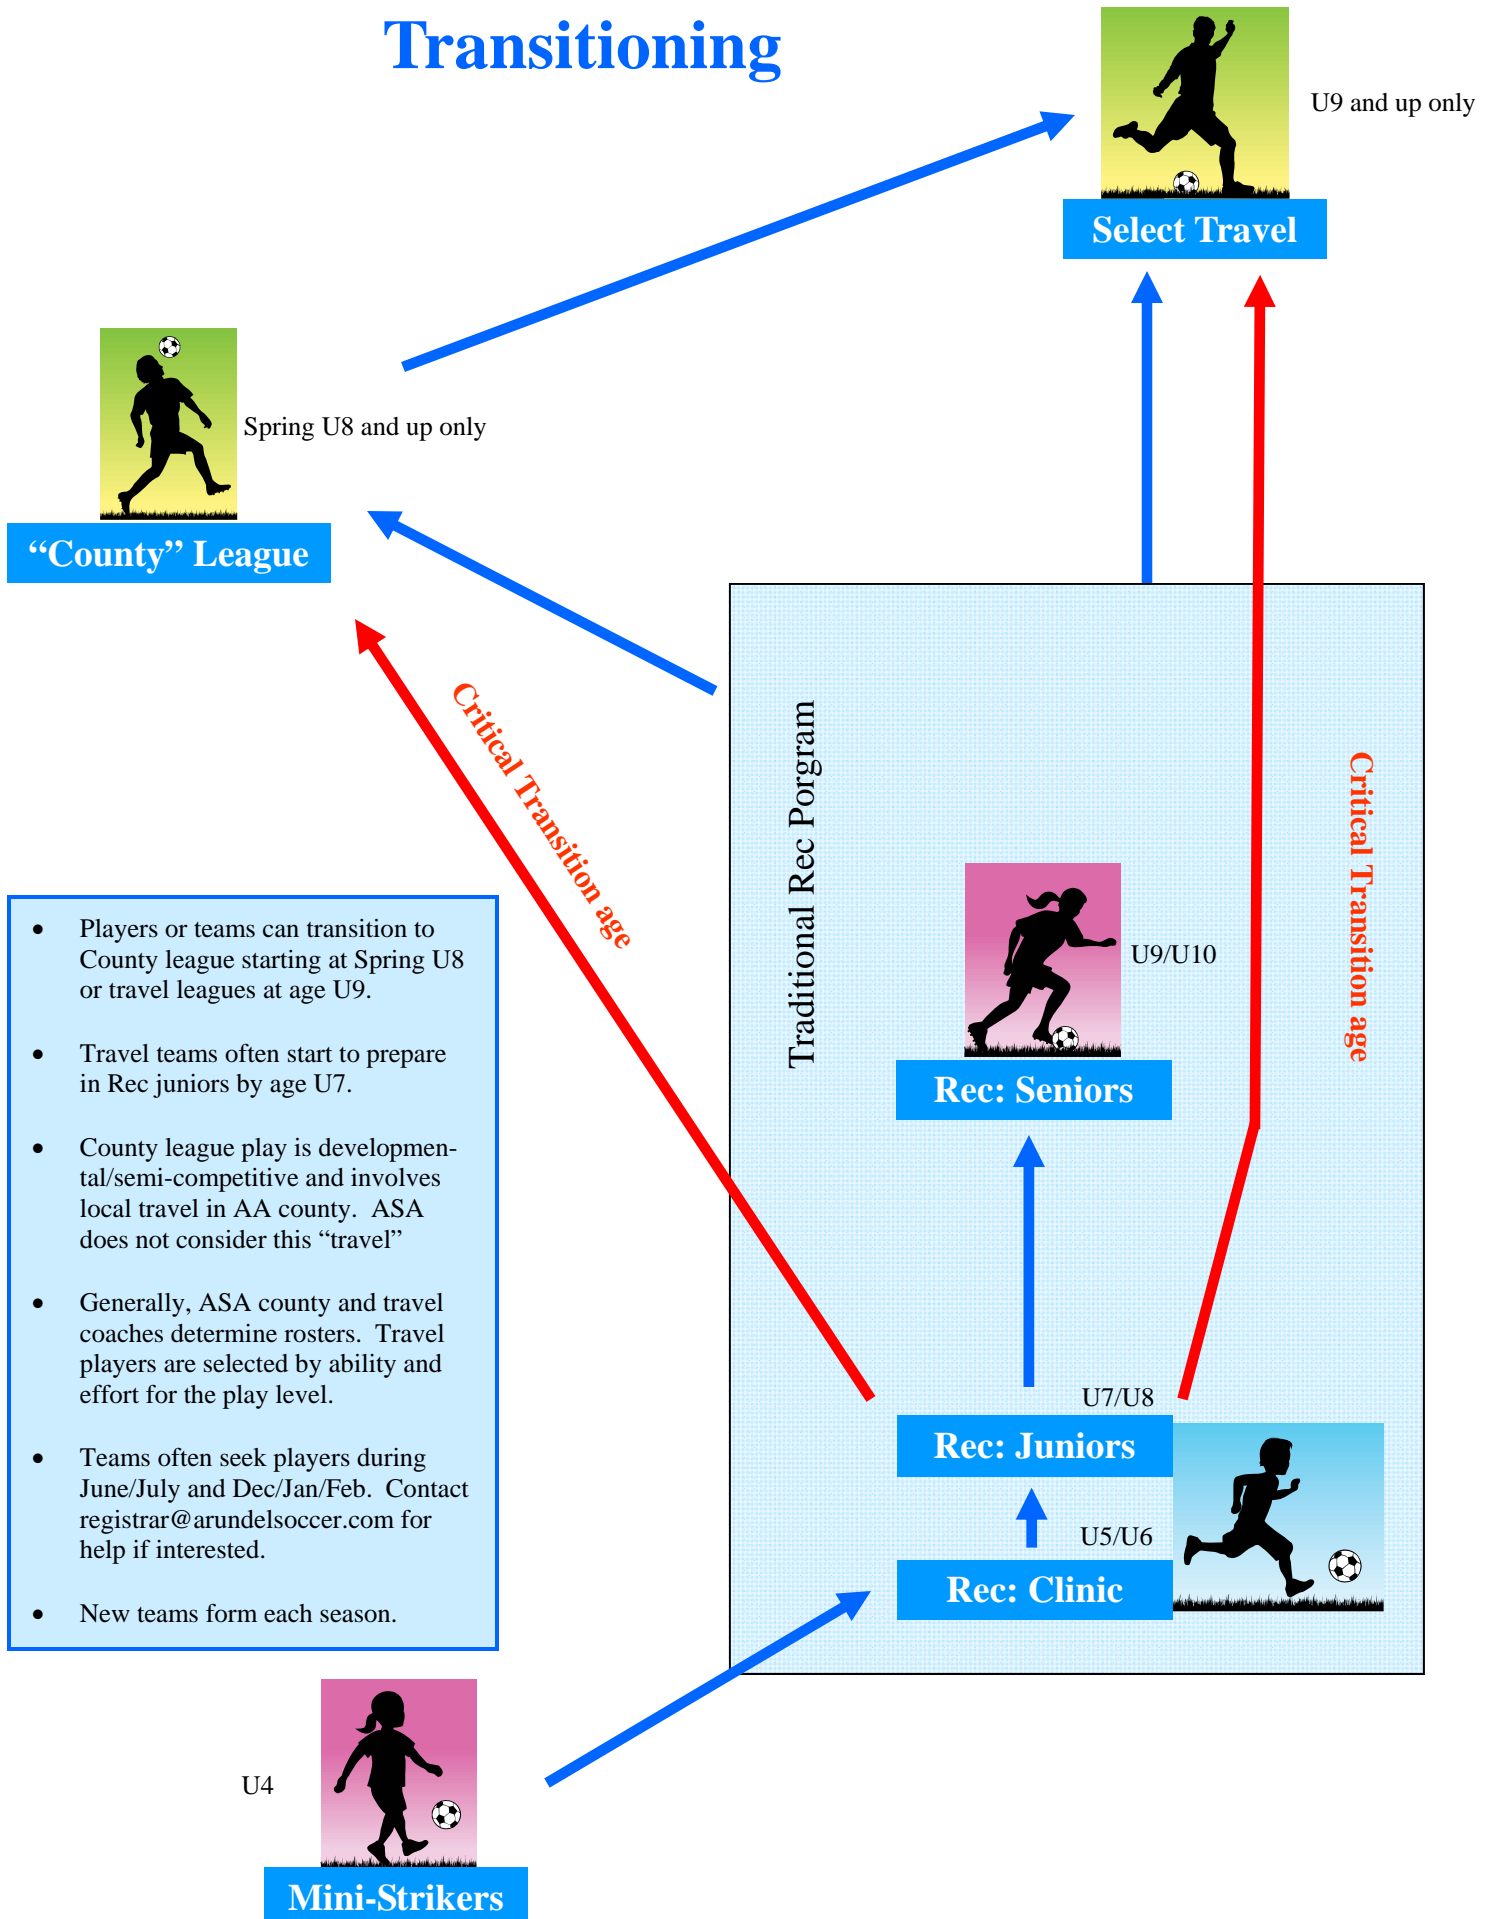 Transitioning
U9 and up only
Select Travel
Spring U8 and up only
“County” League
Critical Transition age
Traditional Rec Porgram
Critical Transition age
U9/U10
Rec: Seniors
• Players or teams can transition to
County league starting at Spring U8
or travel leagues at age U9.
• Travel teams often start to prepare
in Rec juniors by age U7.
• County league play is developmen-
tal/semi-competitive and involves
local travel in AA county.  ASA
does not consider this “travel”
• Generally, ASA county and travel
coaches determine rosters.  Travel
players are selected by ability and
effort for the play level.
• Teams often seek players during
June/July and Dec/Jan/Feb.  Contact
registrar@arundelsoccer.com for
help if interested.
• New teams form each season.
U7/U8
Rec: Juniors
U5/U6
Rec: Clinic
U4
Mini-Strikers